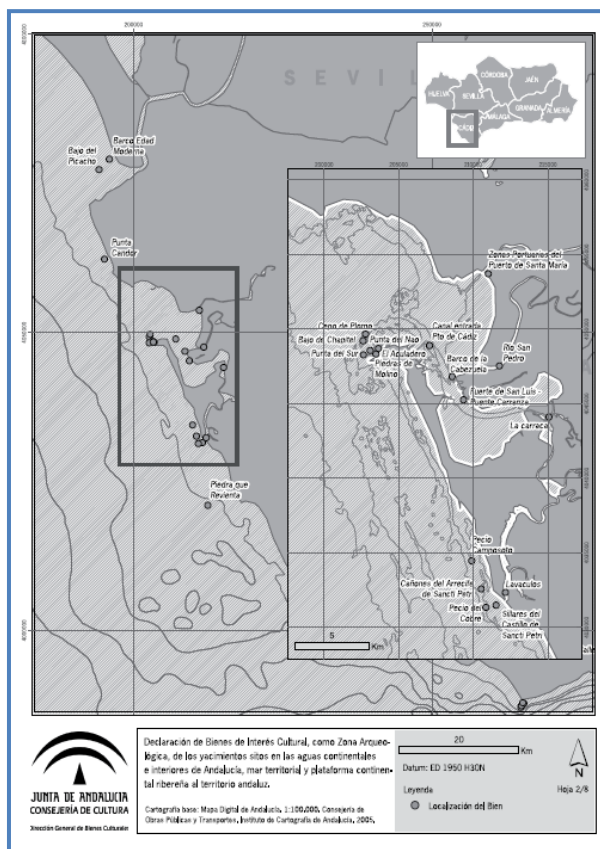 200000
250000
4100000
SEVIL
HUELVA
SEVILLA
CÓRDOBA
JAÉN
CÁDIZ
MÁLAGA
GRANADA
ALMERÍA
Barco Edad
Moderna
Bajo del
Picacho
Punta
Candor
Zonas Portuarias del
Puerto de Santa María
Cepo de Plomo
Bajo de Chapitel
Punta del Nao
Canal entrada
Pto de Cádiz
Punta del Sur
El Aculadero
Piedras de
Molino
Barco de la
Cabezuela
Río San
Pedro
Fuerte de San Luis -
Puente Carranza
La carraca
Piedra que
Revienta
Pecio
Camposoto
Cañones del Arrecife
de Sancti Petri
Lavaculos
Pecio del
Cobre
Sillares del
Castillo de
Sancti Petri
5
Km
JUNTA DE ANDALUCIA
CONSEJERÍA DE CULTURA
Dirección General de Bienes Culturales
Declaración de Bienes de Interés Cultural, como Zona Arqueo-
lógica, de los yacimientos sitos en las aguas continentales
e interiores de Andalucía, mar territorial y plataforma continen-
tal ribereña al territorio andaluz.
Cartografía base: Mapa Digital de Andalucía, 1:100.000. Consejería de
Obras Públicas y Transportes, Instituto de Cartografía de Andalucía, 2005.
20
Km
Datum: ED 1950 H30N
N
Leyenda
Hoja 2/8
Localización del Bien